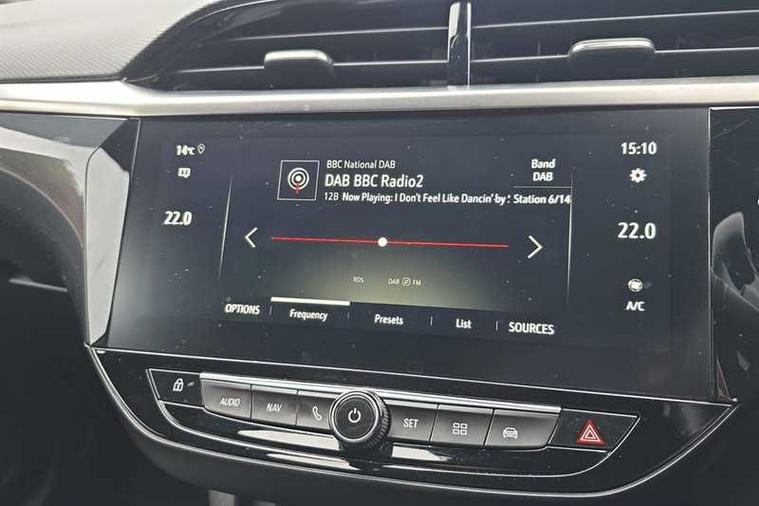 14°C
15:10
BBC National DAB
Band
DAB BBC Radio2
DAB
12B Now Playing: I Don't Feel Like Dancin' by Station 6/14
22.0
22.0
RDS DAB FM
A/C
OPTIONS Frequency Presets List SOURCES
AUDIO NAV SET